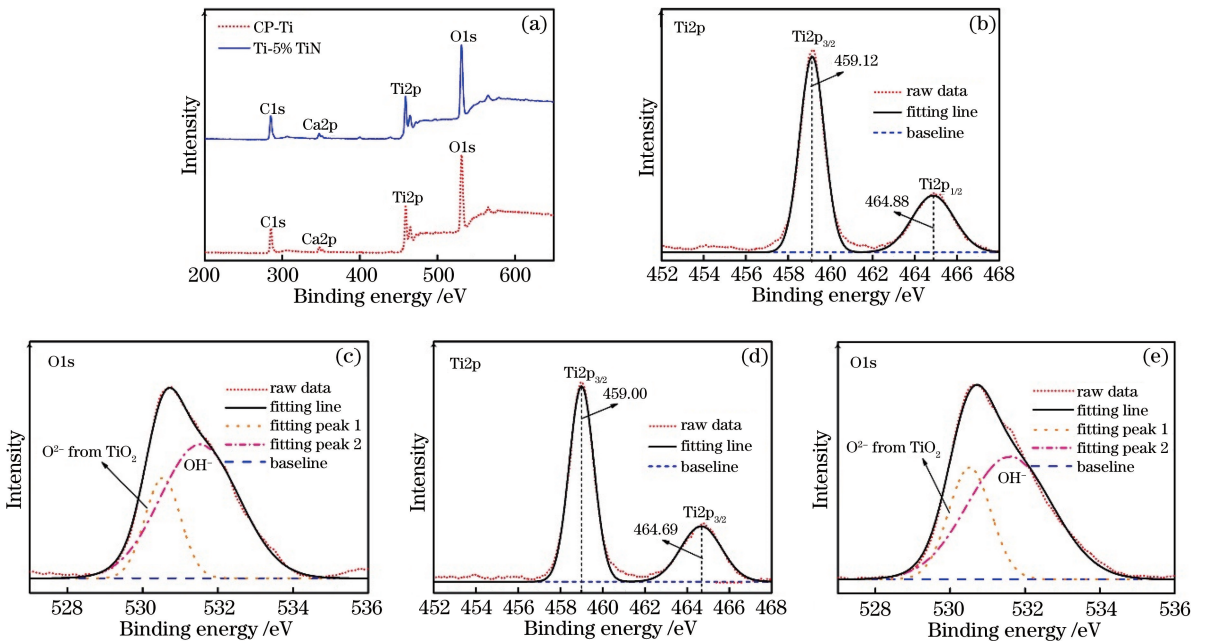 (a)
CP-Ti
Ti-5% TiN
O1s
Ti2p
C1s
Ca2p
O1s
Ti2p
C1s
Ca2p
Intensity
200 300 400 500 600
Binding energy /eV
Ti2p
(b)
Ti2p3/2
459.12
raw data
fitting line
baseline
Ti2p1/2
464.88
Intensity
452 454 456 458 460 462 464 466 468
Binding energy /eV
O1s
(c)
raw data
fitting line
fitting peak 1
fitting peak 2
baseline
O2− from TiO2
OH−
Intensity
528 530 532 534 536
Binding energy /eV
Ti2p
(d)
Ti2p3/2
459.00
raw data
fitting line
baseline
Ti2p3/2
464.69
Intensity
452 454 456 458 460 462 464 466 468
Binding energy /eV
O1s
(e)
raw data
fitting line
fitting peak 1
fitting peak 2
baseline
O2− from TiO2
OH−
Intensity
528 530 532 534 536
Binding energy /eV